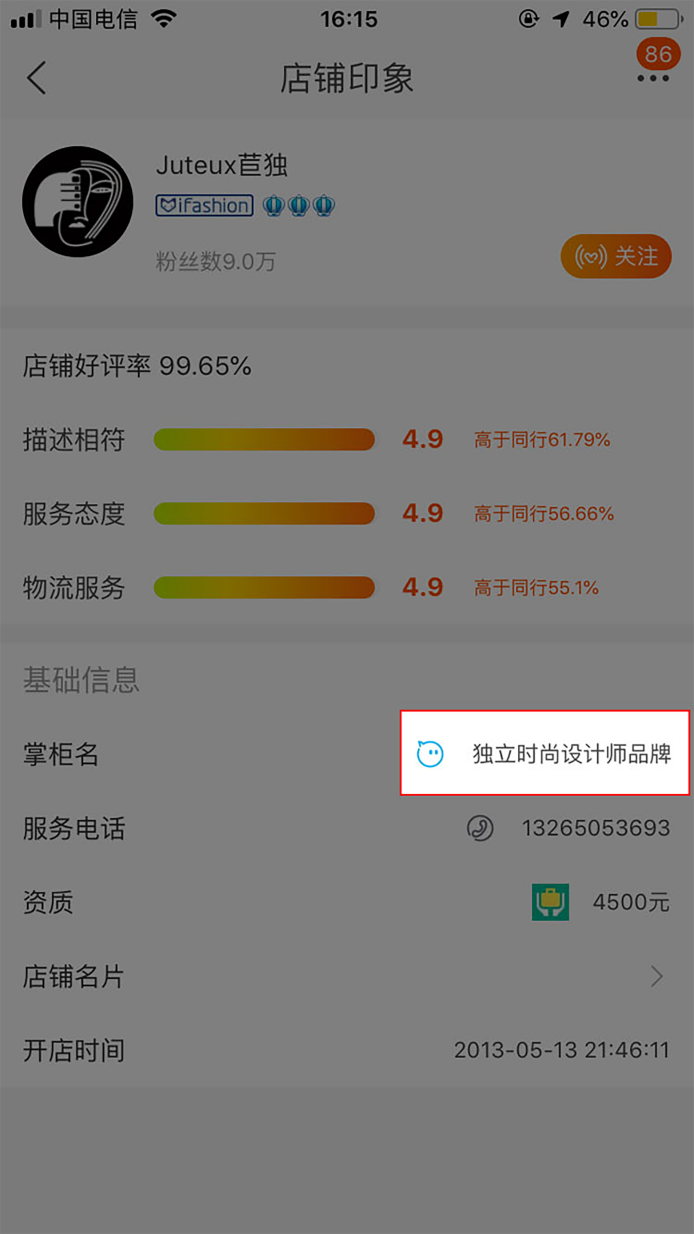 中国电信 16:15 46%
店铺印象 86
Juteux苣独
ifashion
粉丝数9.0万
关注
店铺好评率 99.65%
描述相符 4.9 高于同行61.79%
服务态度 4.9 高于同行56.66%
物流服务 4.9 高于同行55.1%
基础信息
掌柜名 独立时尚设计师品牌
服务电话 13265053693
资质 4500元
店铺名片
开店时间 2013-05-13 21:46:11